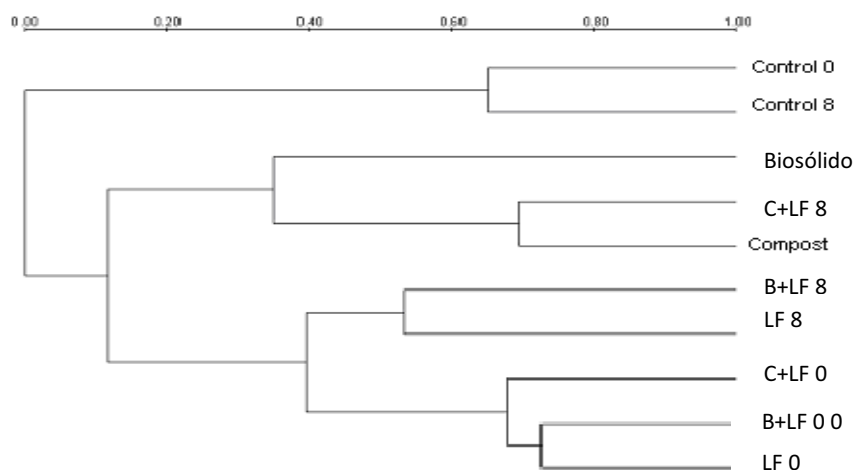 0.00 0.20 0.40 0.60 0.80 1.00
Control 0
Control 8
Biosólido
C+LF 8
Compost
B+LF 8
LF 8
C+LF 0
B+LF 0 0
LF 0